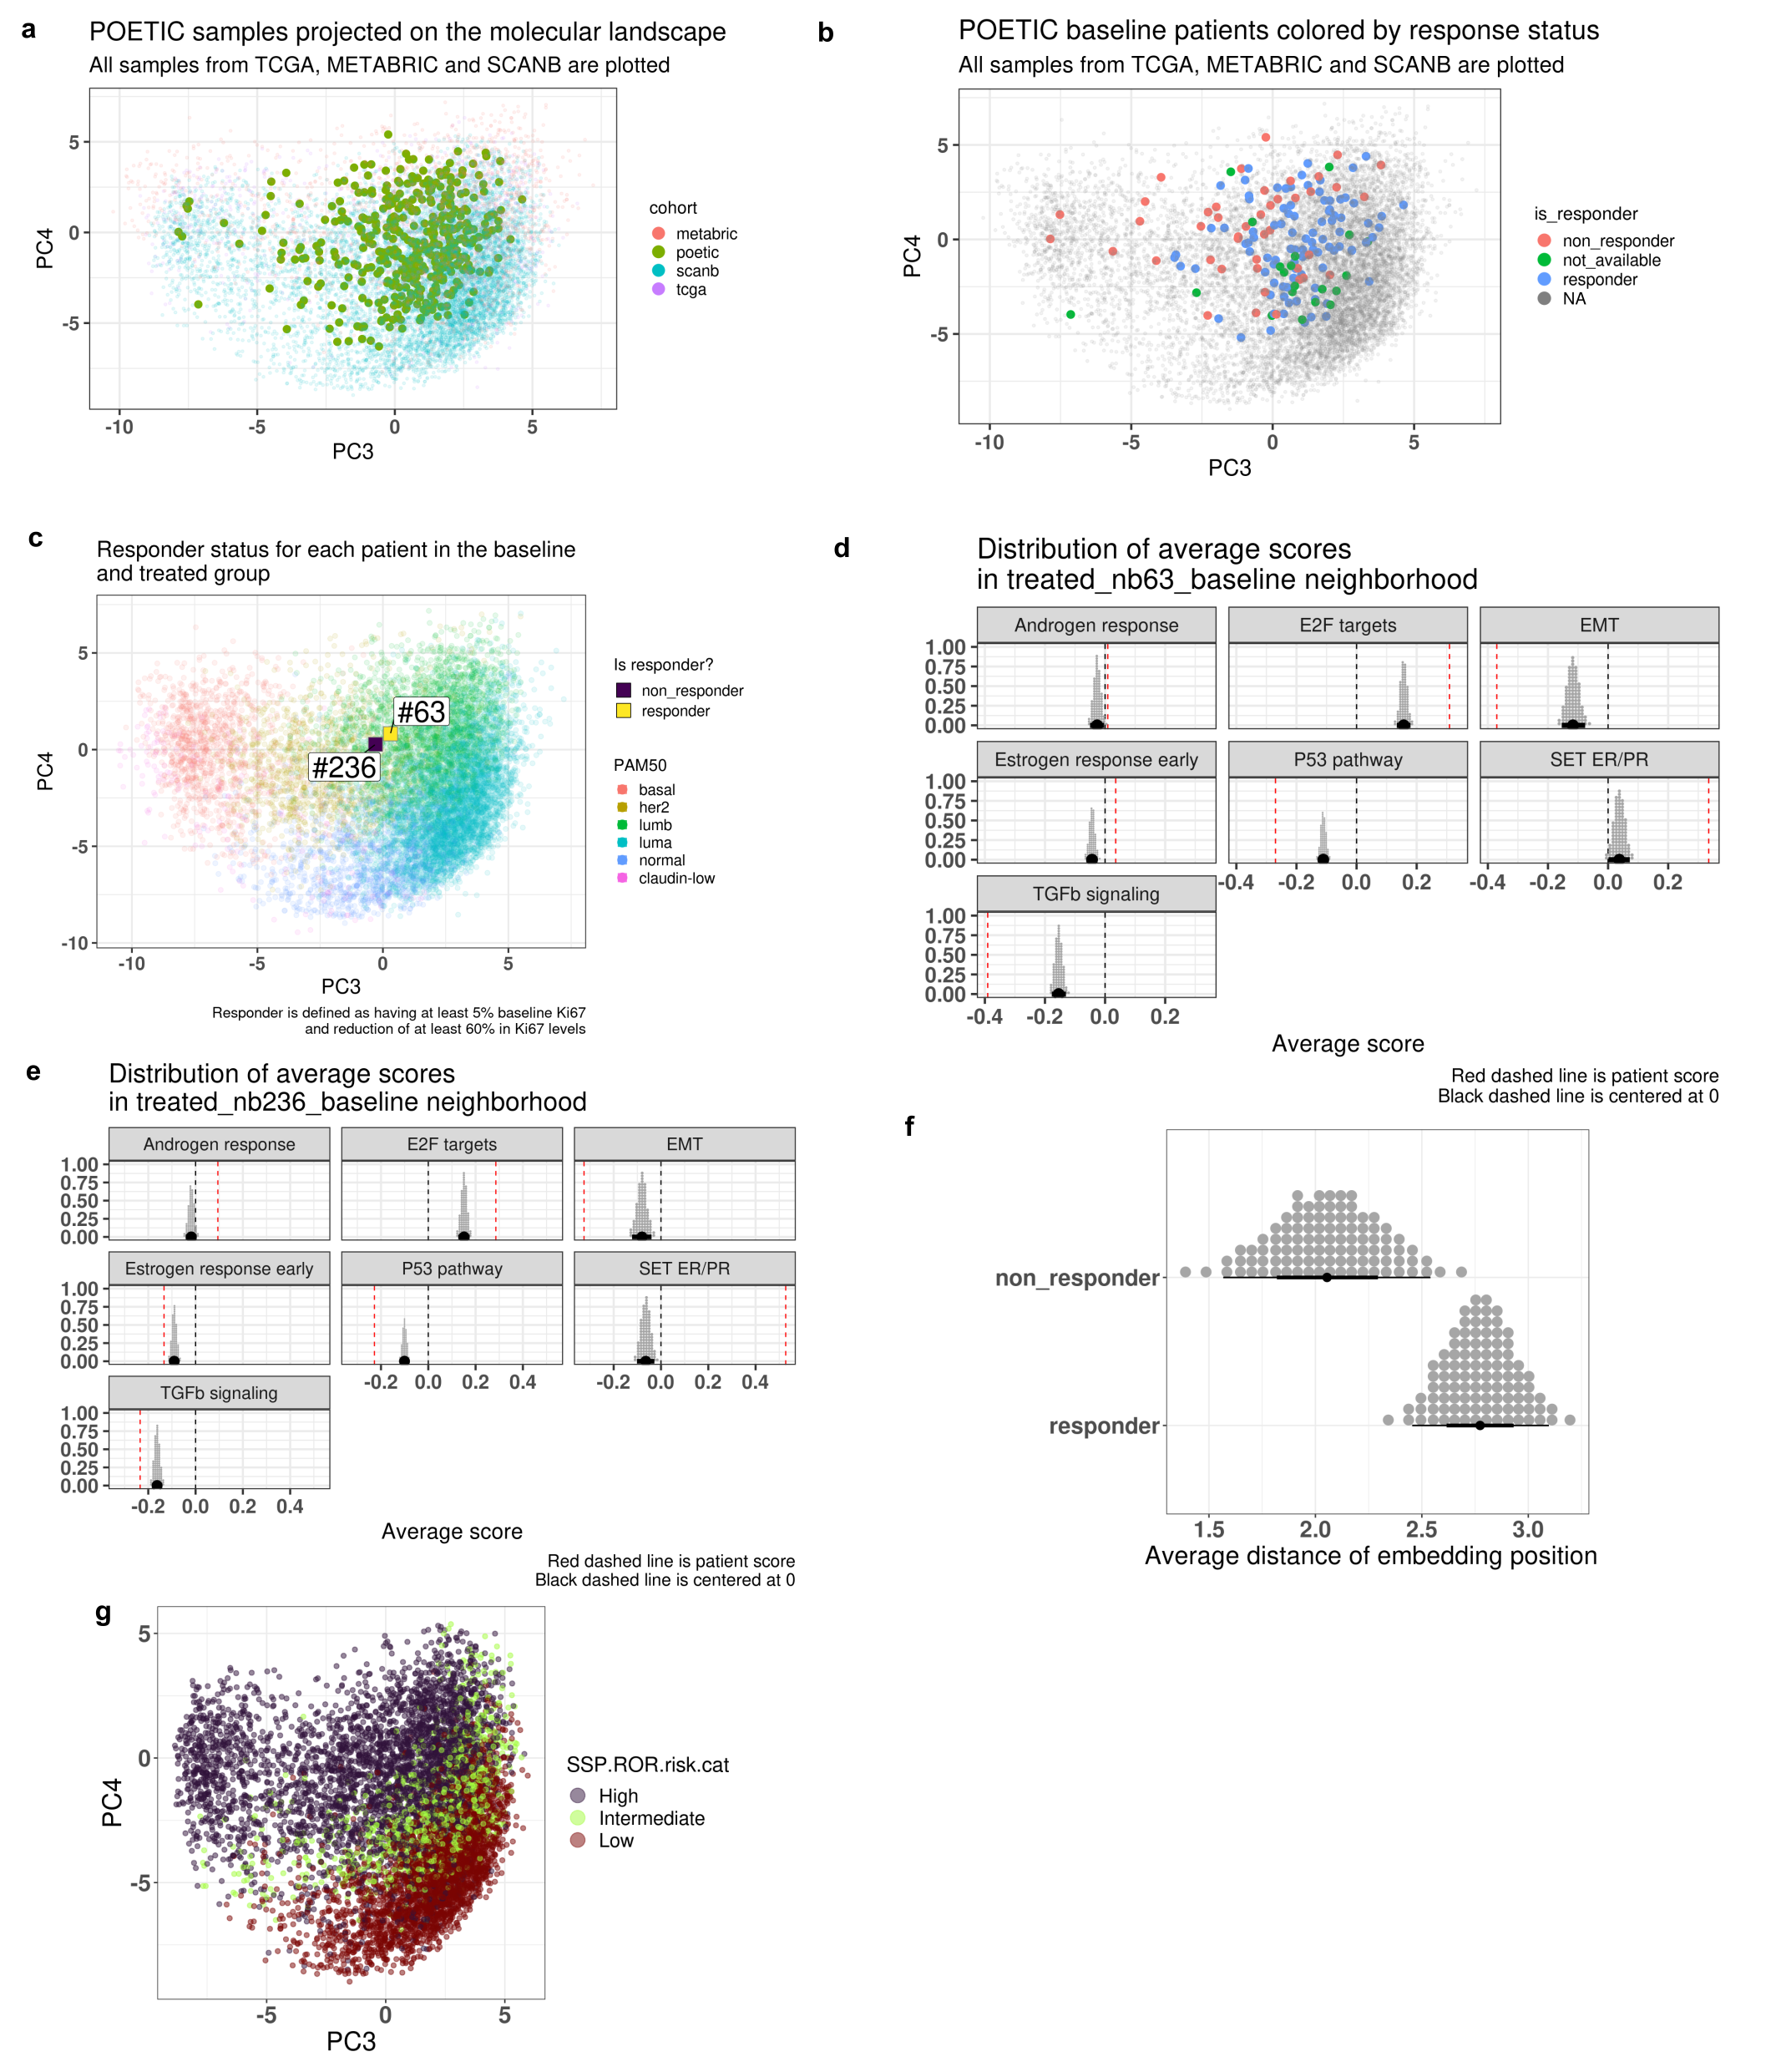 a
POETIC samples projected on the molecular landscape
All samples from TCGA, METABRIC and SCANB are plotted
5
0
-5
PC4
-10 -5 0 5
PC3
cohort
metabric
poetic
scanb
tcga
b
POETIC baseline patients colored by response status
All samples from TCGA, METABRIC and SCANB are plotted
5
0
-5
PC4
-10 -5 0 5
PC3
is_responder
non_responder
not_available
responder
NA
c
Responder status for each patient in the baseline
and treated group
5
0
-5
-10
PC4
#63
#236
-10 -5 0 5
PC3
Is responder?
non_responder
responder
PAM50
basal
her2
lumb
luma
normal
claudin-low
Responder is defined as having at least 5% baseline Ki67
and reduction of at least 60% in Ki67 levels
d
Distribution of average scores
in treated_nb63_baseline neighborhood
Androgen response E2F targets EMT
1.00
0.75
0.50
0.25
0.00
Estrogen response early P53 pathway SET ER/PR
1.00
0.75
0.50
0.25
0.00
-0.4 -0.2 0.0 0.2 -0.4 -0.2 0.0 0.2
TGFb signaling
1.00
0.75
0.50
0.25
0.00
-0.4 -0.2 0.0 0.2
Average score
Red dashed line is patient score
Black dashed line is centered at 0
e
Distribution of average scores
in treated_nb236_baseline neighborhood
Androgen response E2F targets EMT
1.00
0.75
0.50
0.25
0.00
Estrogen response early P53 pathway SET ER/PR
1.00
0.75
0.50
0.25
0.00
-0.2 0.0 0.2 0.4 -0.2 0.0 0.2 0.4
TGFb signaling
1.00
0.75
0.50
0.25
0.00
-0.2 0.0 0.2 0.4
Average score
Red dashed line is patient score
Black dashed line is centered at 0
f
non_responder
responder
1.5 2.0 2.5 3.0
Average distance of embedding position
g
5
0
-5
PC4
-5 0 5
PC3
SSP.ROR.risk.cat
High
Intermediate
Low